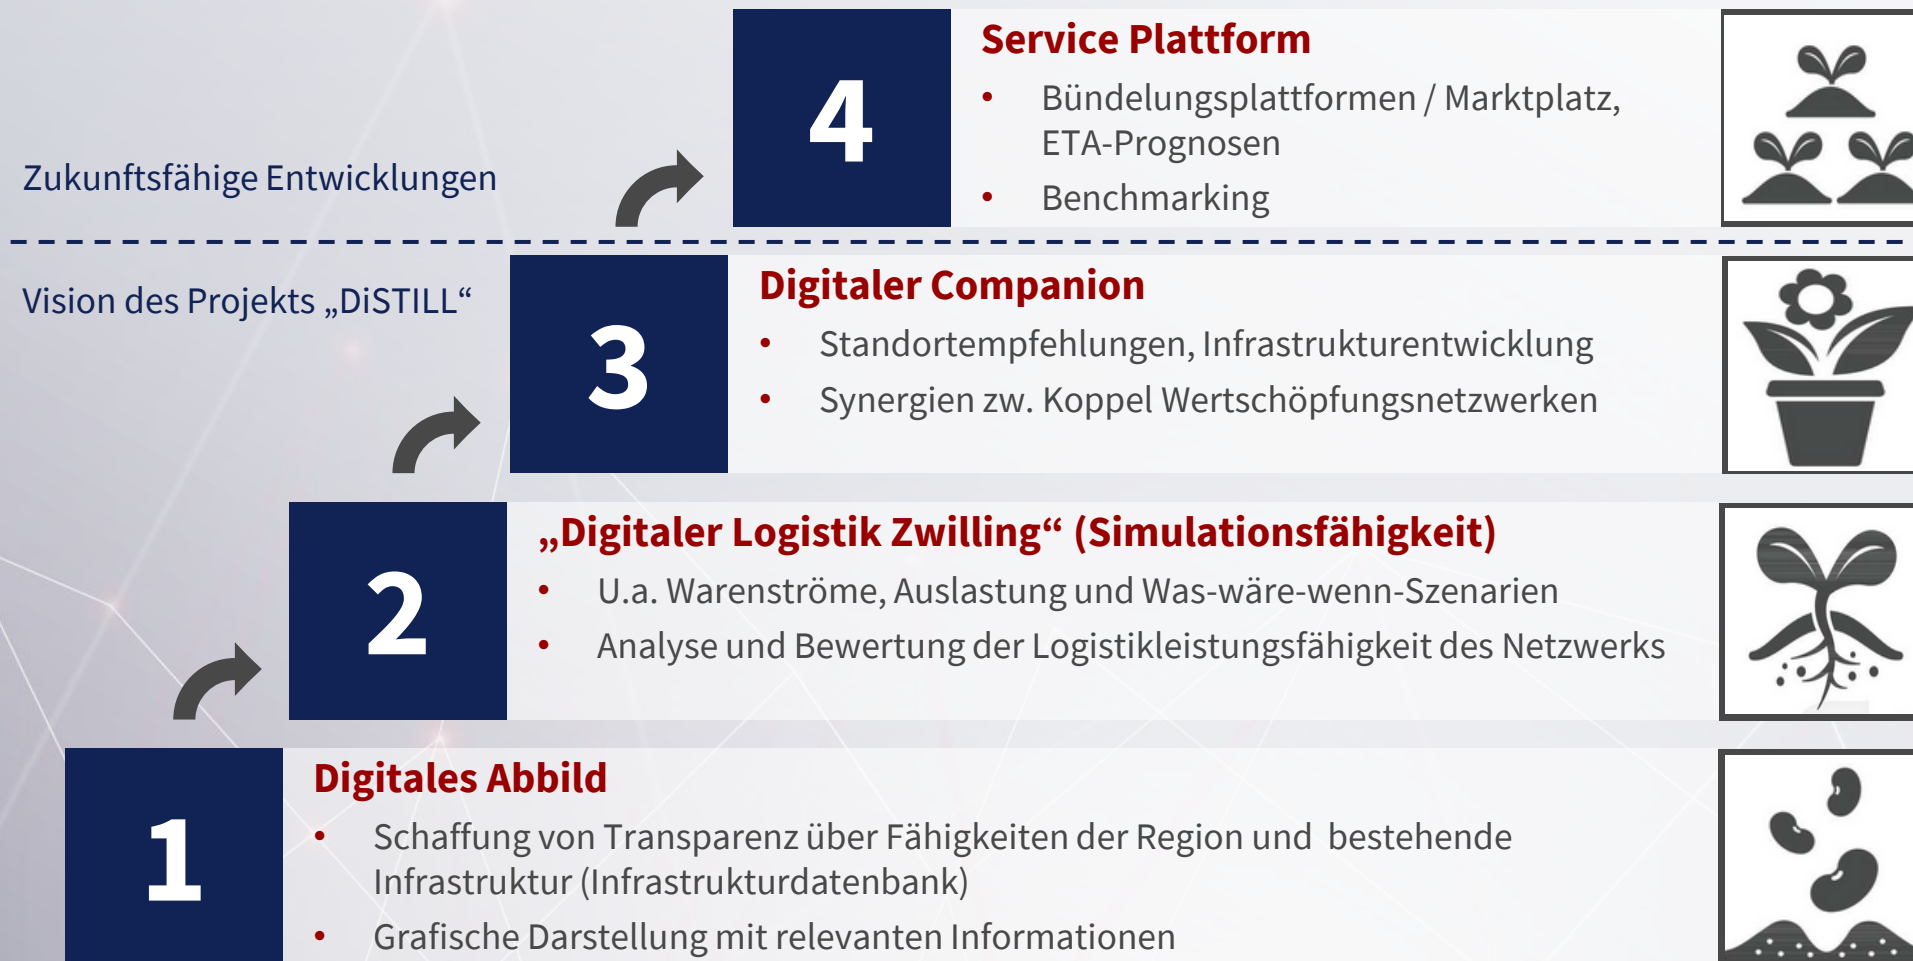 4
Service Plattform
• Bündelungsplattformen / Marktplatz,
ETA-Prognosen
• Benchmarking
Zukunftsfähige Entwicklungen
Vision des Projekts „DiSTILL“
3
Digitaler Companion
• Standortempfehlungen, Infrastrukturentwicklung
• Synergien zw. Koppel Wertschöpfungsnetzwerken
2
„Digitaler Logistik Zwilling“ (Simulationsfähigkeit)
• U.a. Warenströme, Auslastung und Was-wäre-wenn-Szenarien
• Analyse und Bewertung der Logistikleistungsfähigkeit des Netzwerks
1
Digitales Abbild
• Schaffung von Transparenz über Fähigkeiten der Region und bestehende
Infrastruktur (Infrastrukturdatenbank)
• Grafische Darstellung mit relevanten Informationen